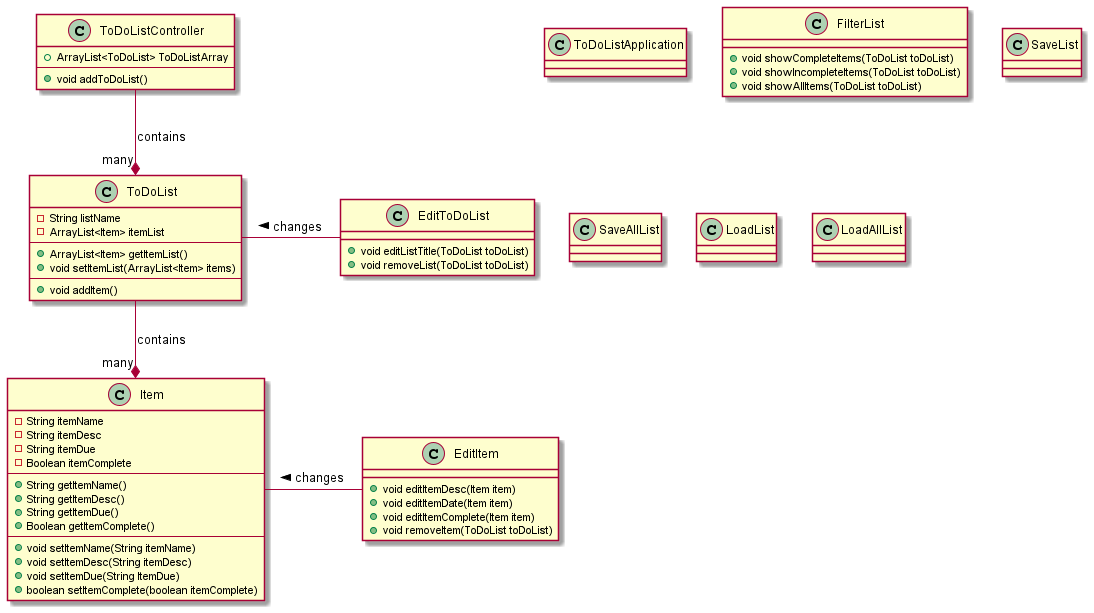 C ToDoListController
ArrayList<ToDoList> ToDoListArray
void addToDoList()
C ToDoListApplication
C FilterList
void showCompleteItems(ToDoList toDoList)
void showIncompleteItems(ToDoList toDoList)
void showAllItems(ToDoList toDoList)
C SaveList
contains
many
C ToDoList
String listName
ArrayList<Item> itemList
ArrayList<Item> getItemList()
void setItemList(ArrayList<Item> items)
void addItem()
changes
C EditToDoList
void editListTitle(ToDoList toDoList)
void removeList(ToDoList toDoList)
C SaveAllList
C LoadList
C LoadAllList
contains
many
C Item
String itemName
String itemDesc
String itemDue
Boolean itemComplete
String getItemName()
String getItemDesc()
String getItemDue()
Boolean getItemComplete()
void setItemName(String itemName)
void setItemDesc(String itemDesc)
void setItemDue(String itemDue)
boolean setItemComplete(boolean itemComplete)
changes
C EditItem
void editItemDesc(Item item)
void editItemDate(Item item)
void editItemComplete(Item item)
void removeItem(ToDoList toDoList)